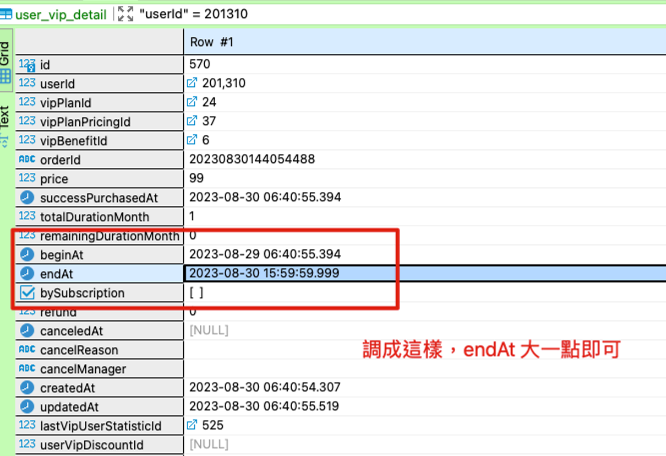 user_vip_detail "userId" = 201310
Grid
Text
Row #1
123 id 570
123 userId 201,310
123 vipPlanId 24
123 vipPlanPricingId 37
123 vipBenefitId 6
ABC orderId 20230830144054488
123 price 99
successPurchasedAt 2023-08-30 06:40:55.394
123 totalDurationMonth 1
123 remainingDurationMonth 0
beginAt 2023-08-29 06:40:55.394
endAt 2023-08-30 15:59:59.999
bySubscription [ ]
123 refund 0
canceledAt [NULL]
ABC cancelReason
調成這樣，endAt 大一點即可
ABC cancelManager
createdAt 2023-08-30 06:40:54.307
updatedAt 2023-08-30 06:40:55.519
123 lastVipUserStatisticId 525
123 userVipDiscountId [NULL]